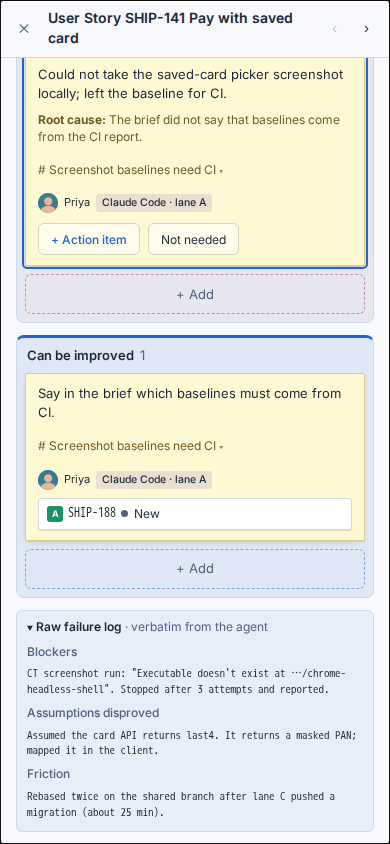 User Story SHIP-141 Pay with saved
card
Could not take the saved-card picker screenshot
locally; left the baseline for CI.
Root cause: The brief did not say that baselines come
from the CI report.
# Screenshot baselines need CI
Priya Claude Code · lane A
+ Action item Not needed
+ Add
Can be improved 1
Say in the brief which baselines must come from
CI.
# Screenshot baselines need CI
Priya Claude Code · lane A
A SHIP-188 New
+ Add
Raw failure log · verbatim from the agent
Blockers
CT screenshot run: "Executable doesn't exist at ···/chrome-
headless-shell". Stopped after 3 attempts and reported.
Assumptions disproved
Assumed the card API returns last4. It returns a masked PAN;
mapped it in the client.
Friction
Rebased twice on the shared branch after lane C pushed a
migration (about 25 min).